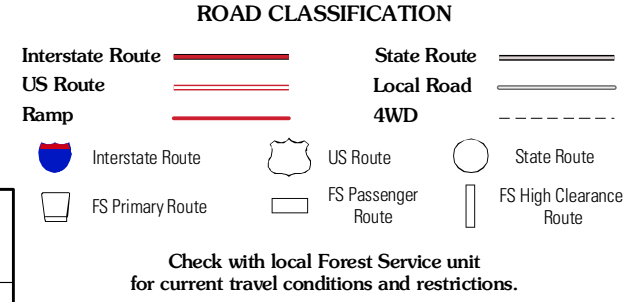 ROAD CLASSIFICATION
Interstate Route
State Route
US Route
Local Road
Ramp
4WD
Interstate Route
US Route
State Route
FS Primary Route
FS Passenger
Route
FS High Clearance
Route
Check with local Forest Service unit
for current travel conditions and restrictions.